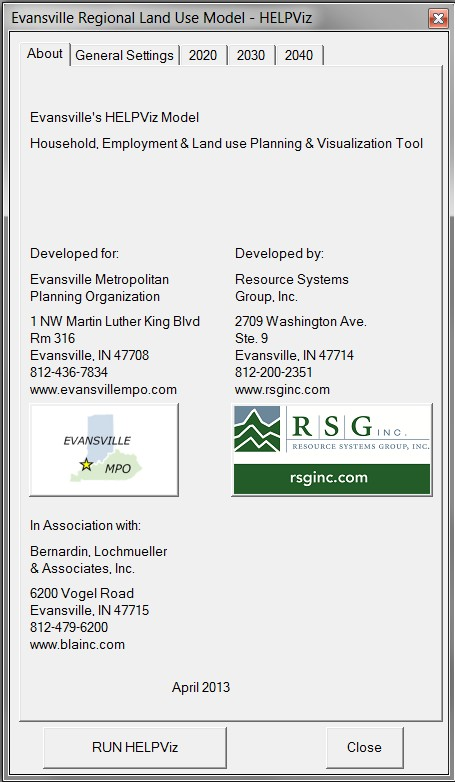 Evansville Regional Land Use Model - HELPViz
About
General Settings
2020
2030
2040
Evansville's HELPViz Model
Household, Employment & Land use Planning & Visualization Tool
Developed for:
Evansville Metropolitan
Planning Organization
1 NW Martin Luther King Blvd
Rm 316
Evansville, IN 47708
812-436-7834
www.evansvillempo.com
EVANSVILLE
MPO
Developed by:
Resource Systems
Group, Inc.
2709 Washington Ave.
Ste. 9
Evansville, IN 47714
812-200-2351
www.rsginc.com
R|S|G INC.
RESOURCE SYSTEMS GROUP, INC.
rsginc.com
In Association with:
Bernardin, Lochmueller
& Associates, Inc.
6200 Vogel Road
Evansville, IN 47715
812-479-6200
www.blainc.com
April 2013
RUN HELPViz
Close